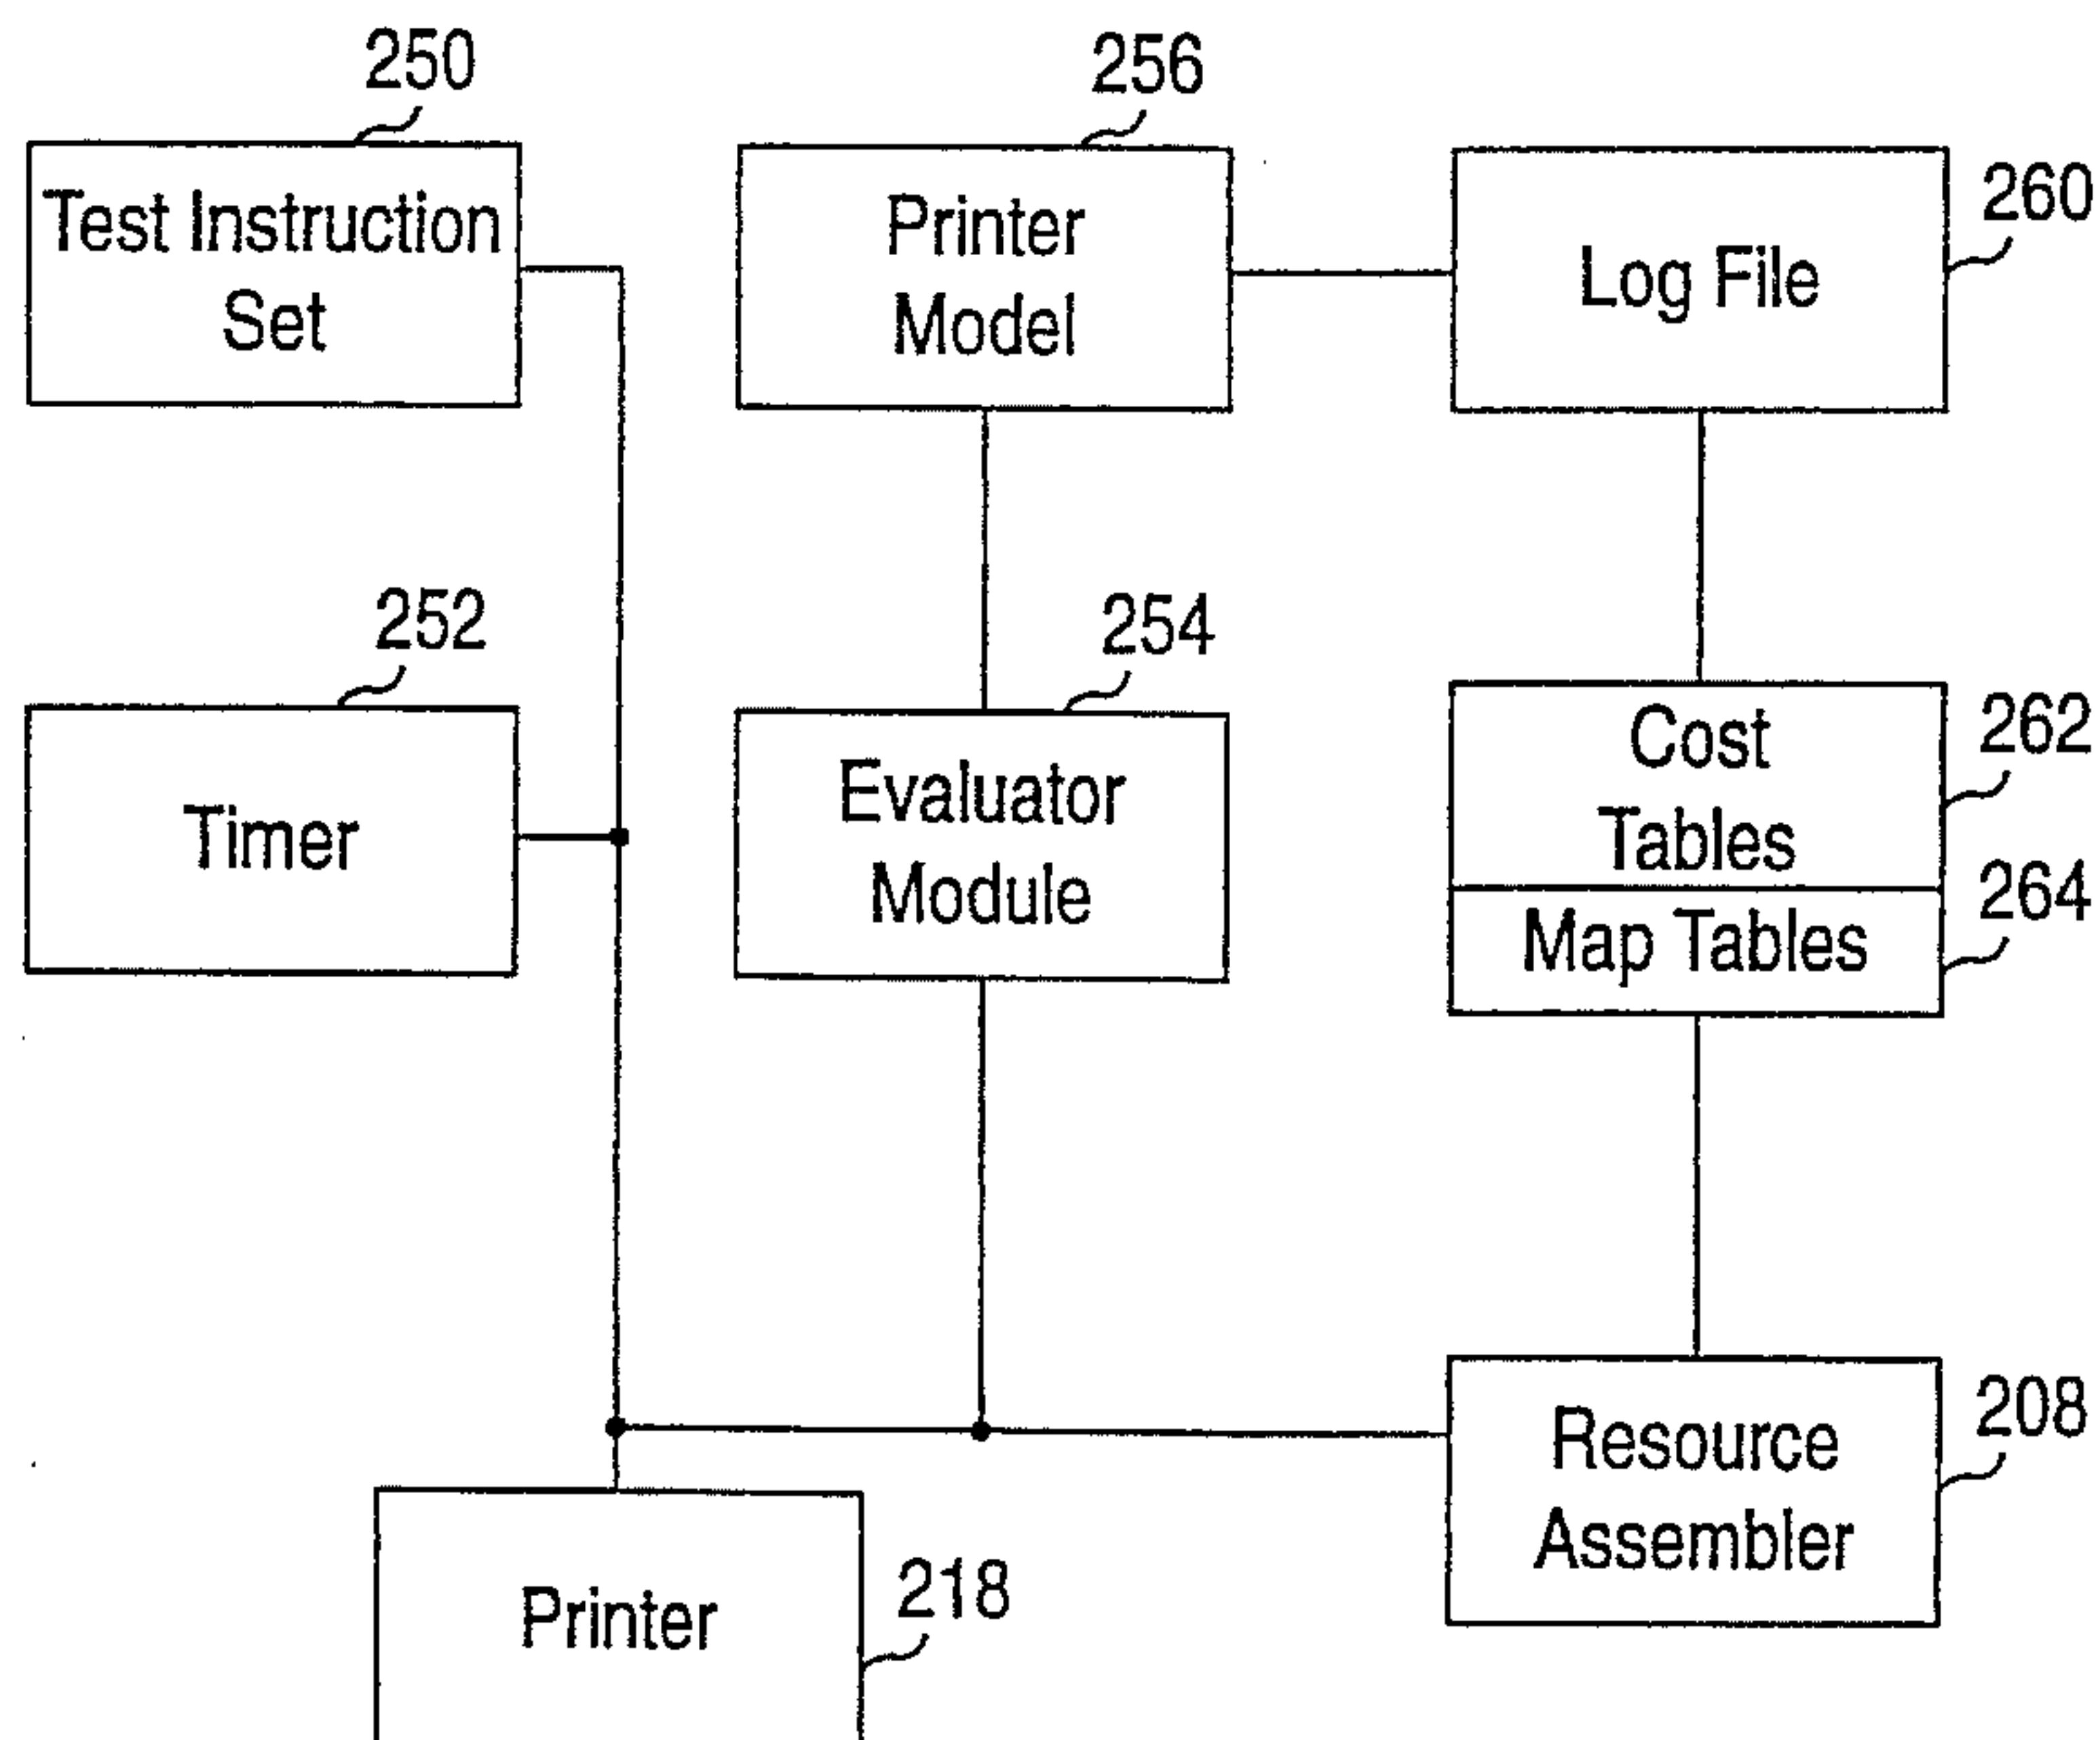 250
Test Instruction
Set
256
Printer
Model
260
Log File
252
Timer
254
Evaluator
Module
262
Cost
Tables
264
Map Tables
208
Resource
Assembler
218
Printer